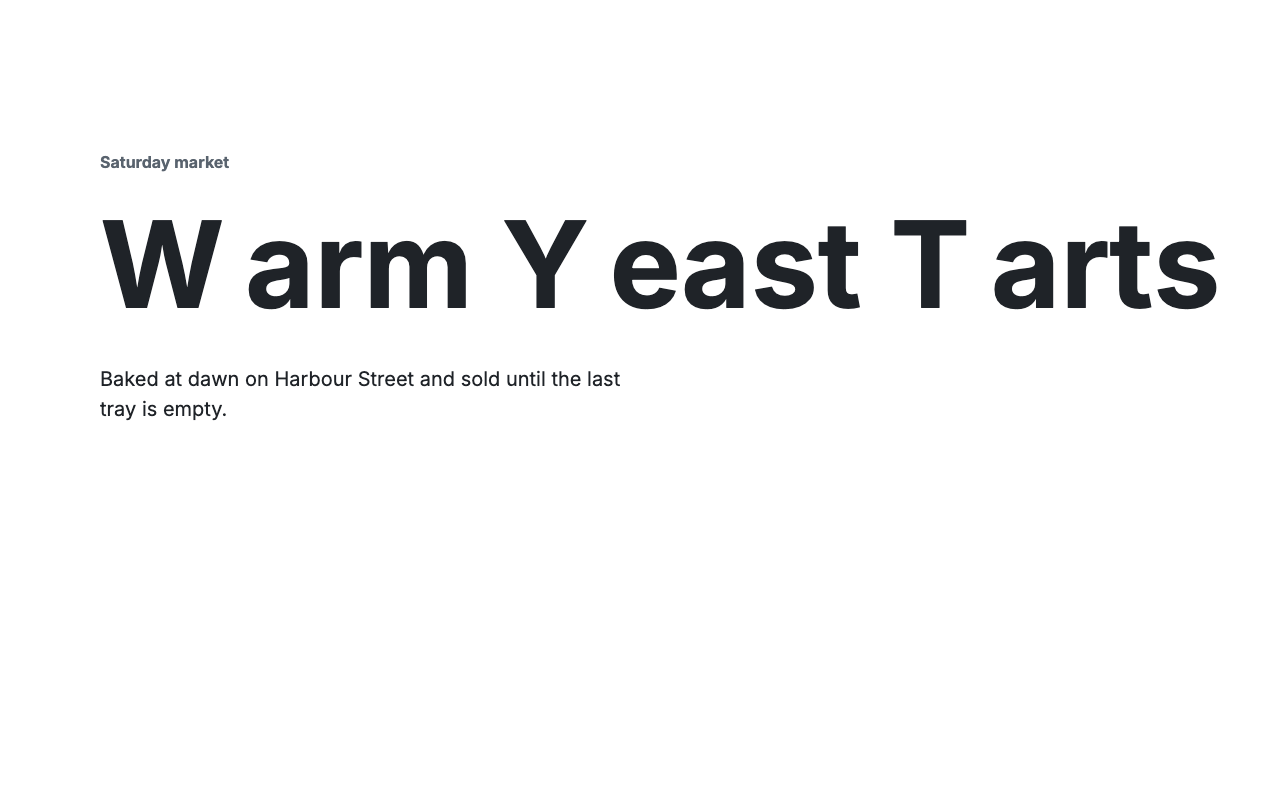 Saturday market
Warm Yeast Tarts
Baked at dawn on Harbour Street and sold until the last
tray is empty.